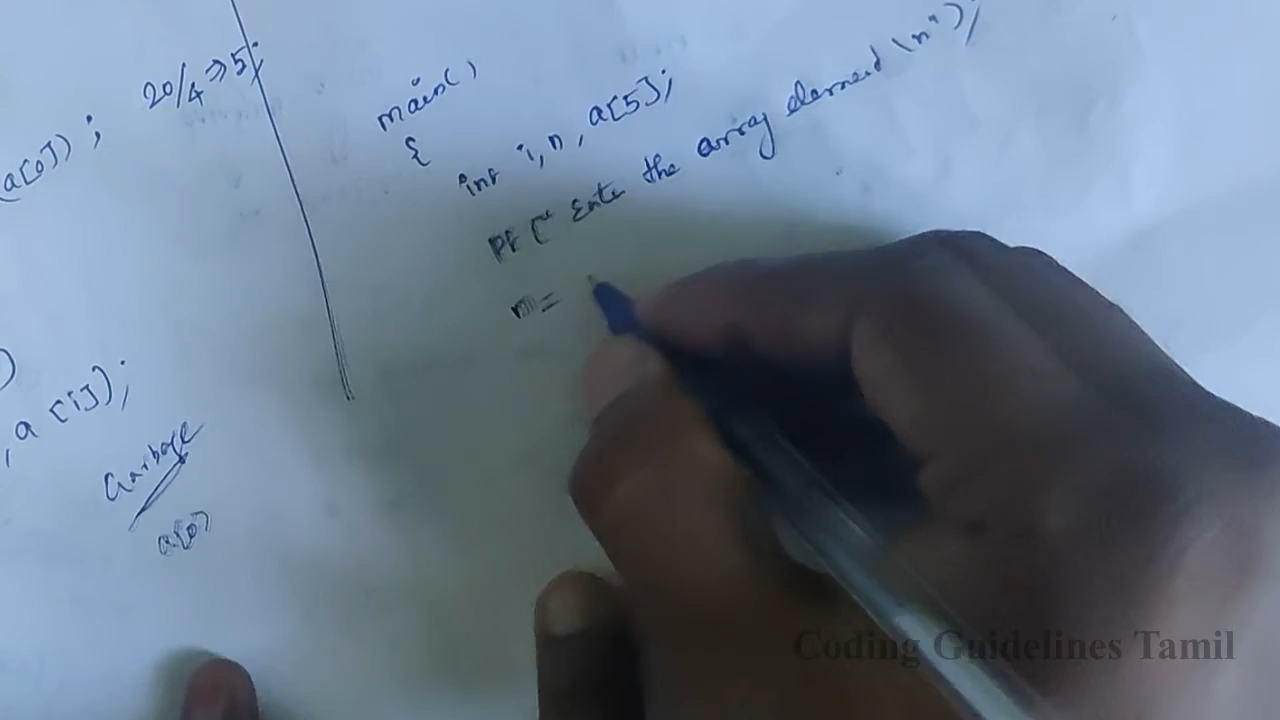 (a[0]);
20/4 ⇒ 5;
, a [i]);
Garbage
a[0]
main()
{
int i, n, a[5];
PF (" Enter the array element \n");
n =
Coding Guidelines Tamil